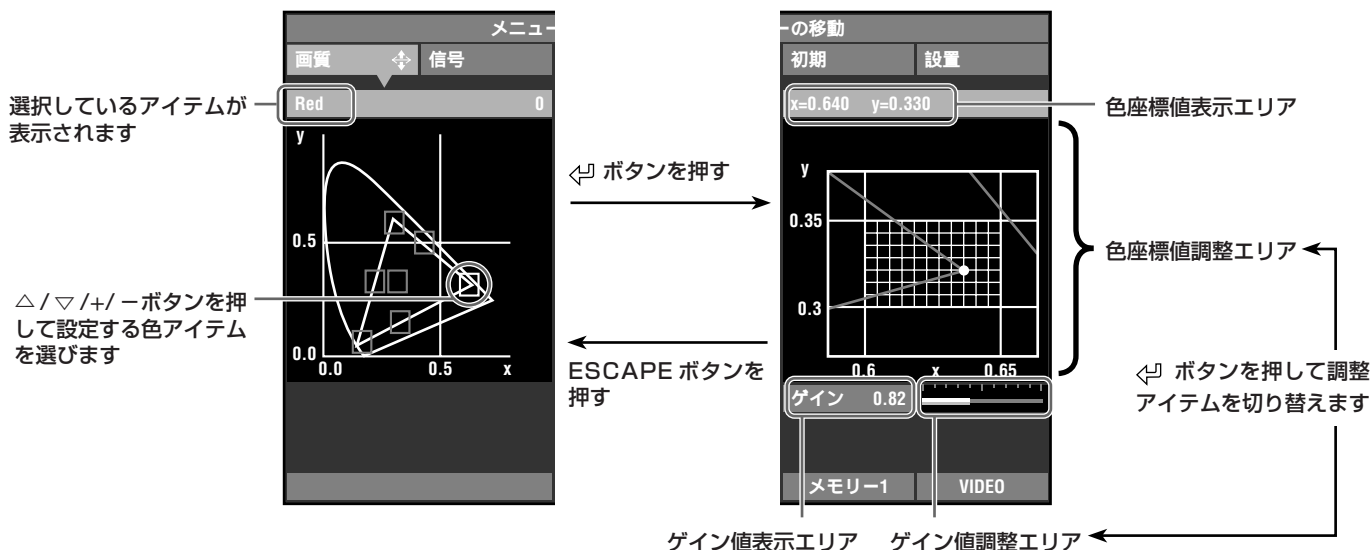 メニュー
画質
信号
Red
0
y
0.5
0.0
0.0
0.5
x
選択しているアイテムが
表示されます
△ / ▽ /+/ －ボタンを押
して設定する色アイテム
を選びます
ボタンを押す
ESCAPE ボタンを
押す
ーの移動
初期
設置
x=0.640 y=0.330
y
0.35
0.3
0.6
x
0.65
ゲイン 0.82
メモリー1
VIDEO
色座標値表示エリア
色座標値調整エリア
ボタンを押して調整
アイテムを切り替えます
ゲイン値表示エリア
ゲイン値調整エリア